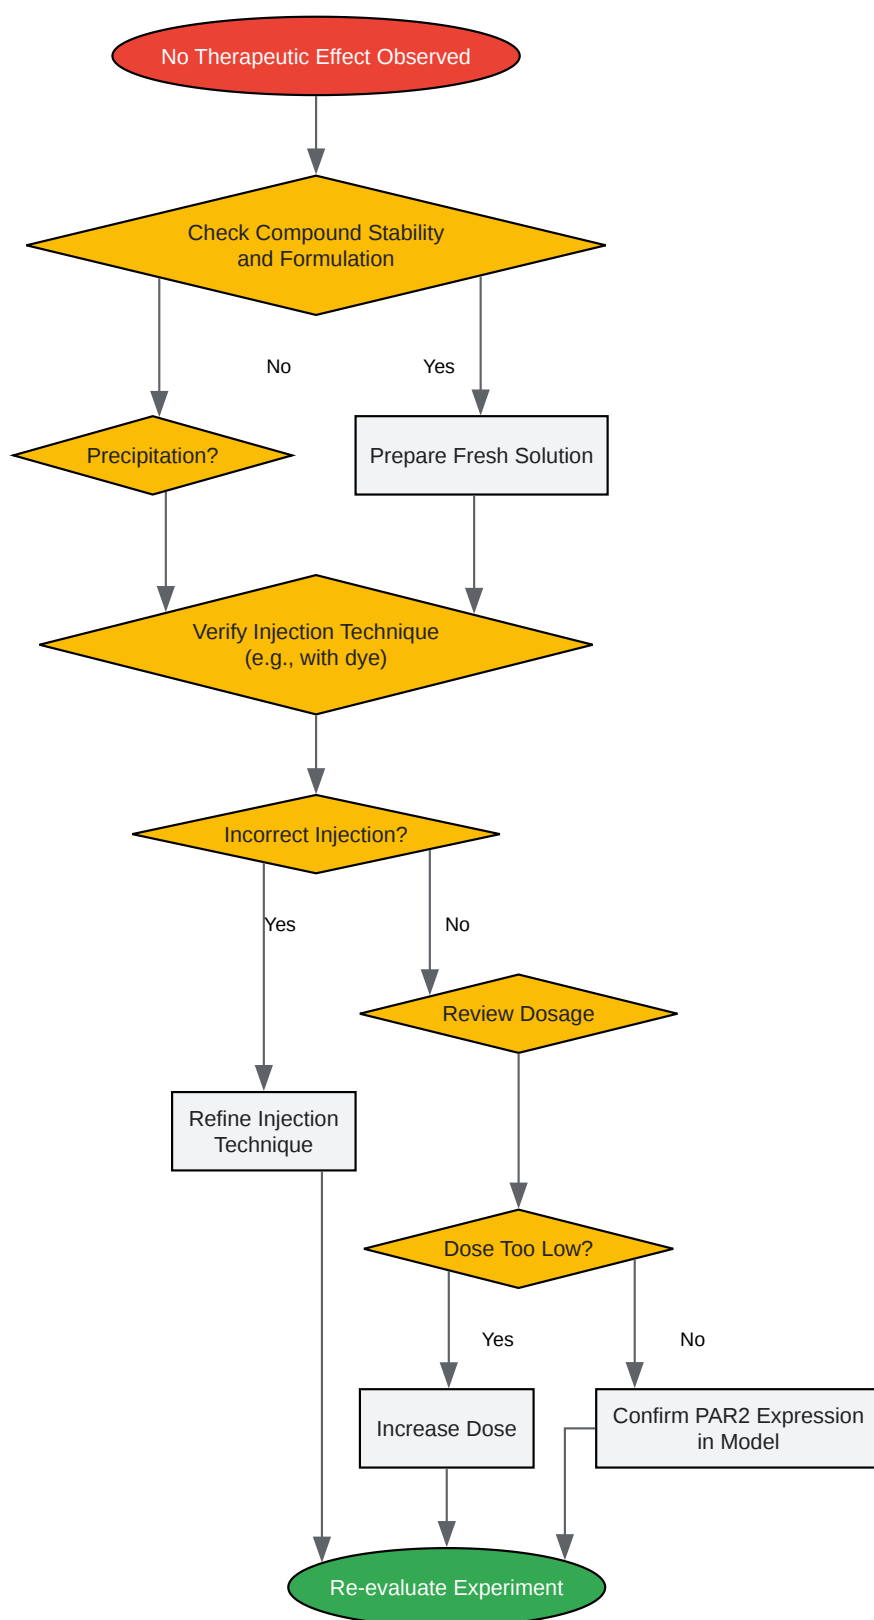 No Therapeutic Effect Observed
Check Compound Stability
and Formulation
No
Yes
Precipitation?
Prepare Fresh Solution
Verify Injection Technique
(e.g., with dye)
Incorrect Injection?
Yes
No
Review Dosage
Refine Injection
Technique
Dose Too Low?
Yes
No
Increase Dose
Confirm PAR2 Expression
in Model
Re-evaluate Experiment